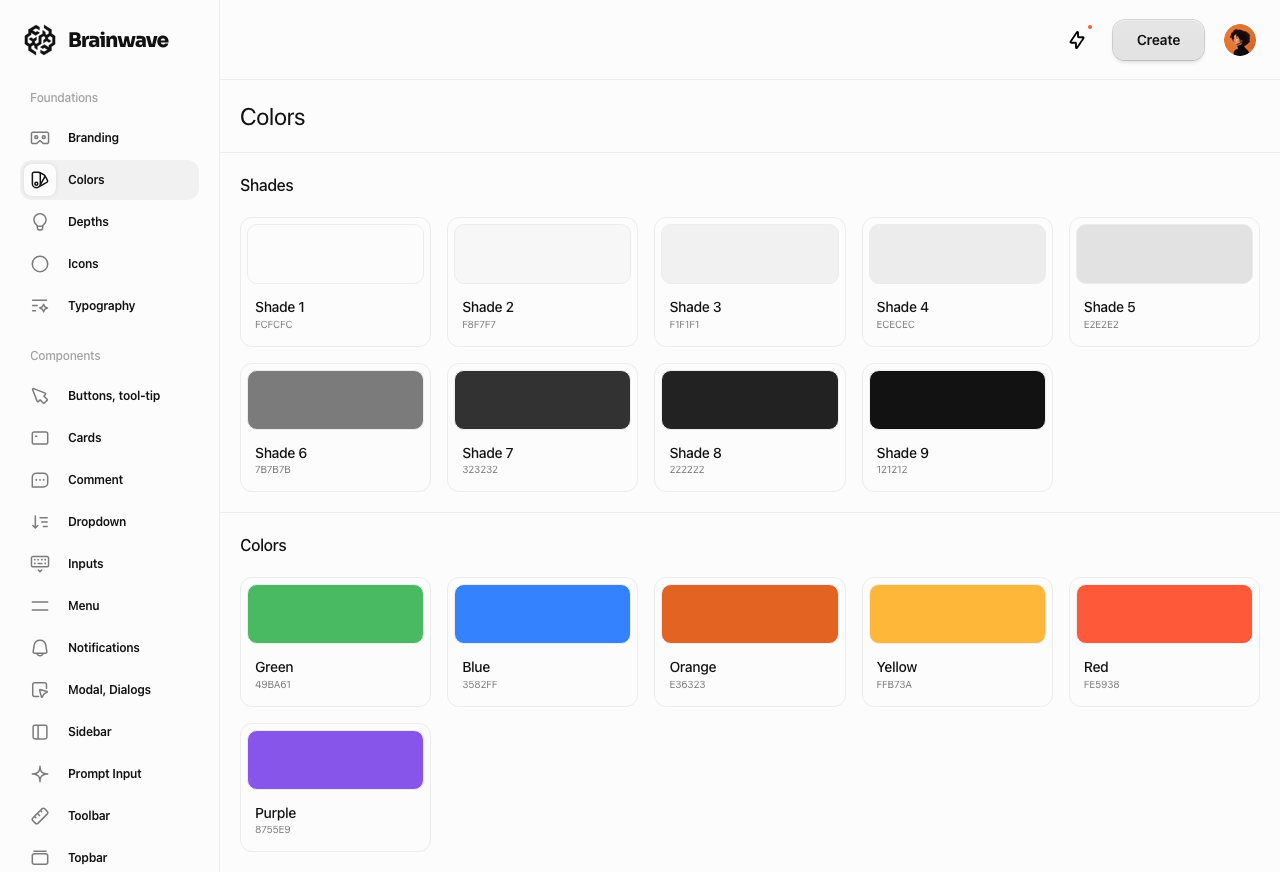 Brainwave
Create
Foundations
Branding
Colors
Depths
Icons
Typography
Components
Buttons, tool-tip
Cards
Comment
Dropdown
Inputs
Menu
Notifications
Modal, Dialogs
Sidebar
Prompt Input
Toolbar
Topbar
Colors
Shades
Shade 1
FCFCFC
Shade 2
F8F7F7
Shade 3
F1F1F1
Shade 4
ECECEC
Shade 5
E2E2E2
Shade 6
7B7B7B
Shade 7
323232
Shade 8
222222
Shade 9
121212
Colors
Green
49BA61
Blue
3582FF
Orange
E36323
Yellow
FFB73A
Red
FE5938
Purple
8755E9